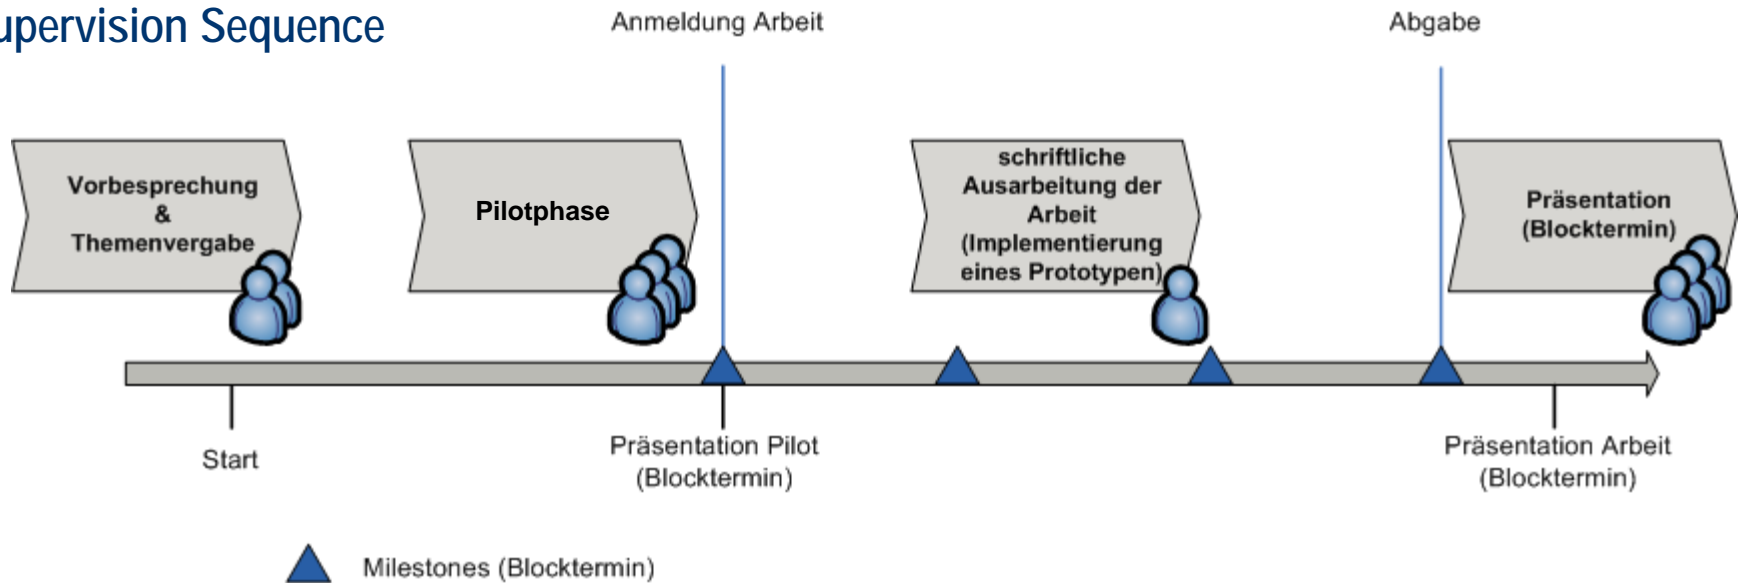 upervision Sequence
Anmeldung Arbeit
Abgabe
Vorbesprechung
&
Themenvergabe
Pilotphase
schriftliche
Ausarbeitung der
Arbeit
(Implementierung
eines Prototypen)
Präsentation
(Blocktermin)
Start
Präsentation Pilot
(Blocktermin)
Präsentation Arbeit
(Blocktermin)
Milestones (Blocktermin)